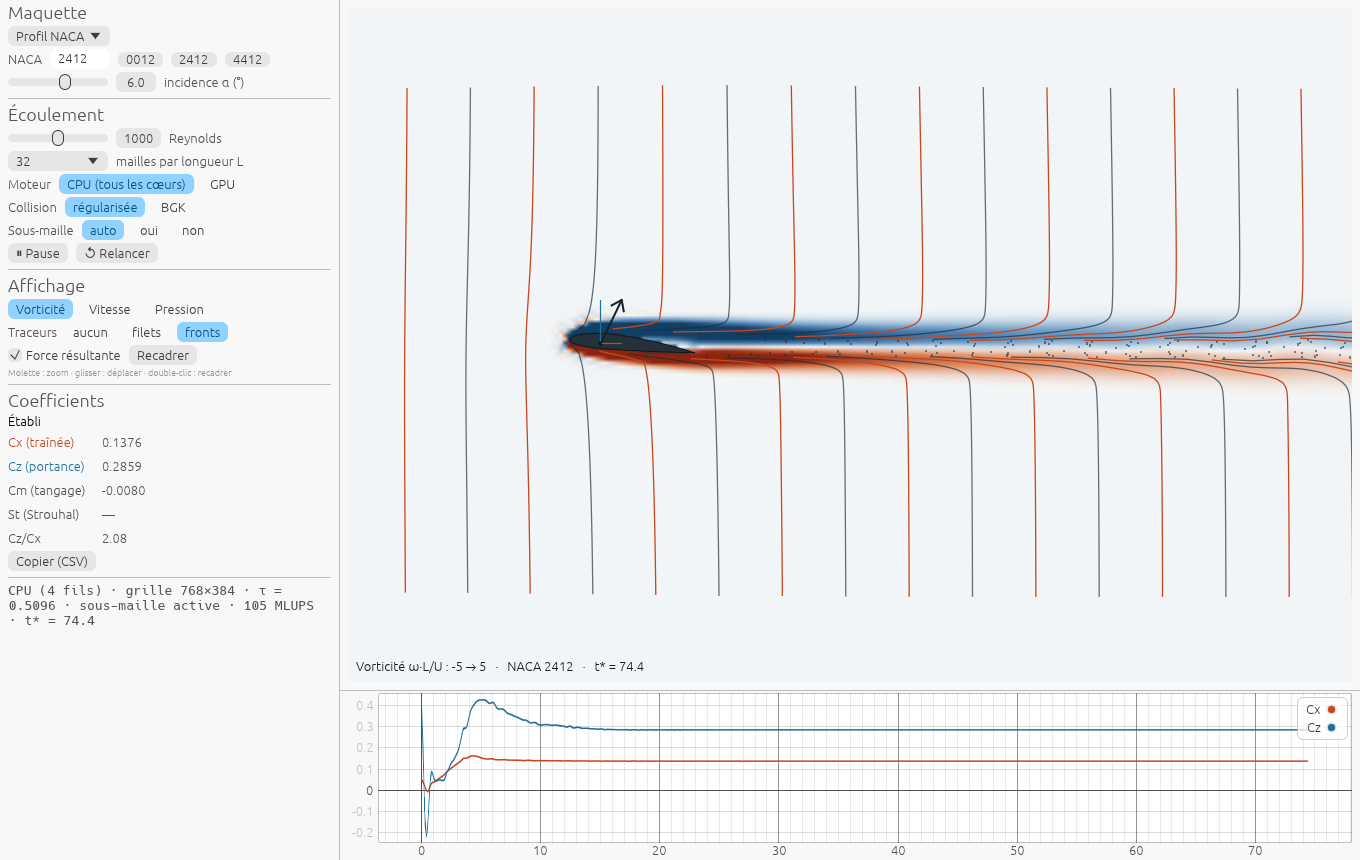 Maquette
Profil NACA
NACA 2412 0012 2412 4412
6.0 incidence α (°)
Écoulement
1000 Reynolds
32 mailles par longueur L
Moteur CPU (tous les cœurs) GPU
Collision régularisée BGK
Sous-maille auto oui non
Pause Relancer
Affichage
Vorticité Vitesse Pression
Traceurs aucun filets fronts
Force résultante Recadrer
Molette : zoom · glisser : déplacer · double-clic : recadrer
Coefficients
Établi
Cx (traînée) 0.1376
Cz (portance) 0.2859
Cm (tangage) -0.0080
St (Strouhal) —
Cz/Cx 2.08
Copier (CSV)
CPU (4 fils) · grille 768×384 · τ =
0.5096 · sous-maille active · 105 MLUPS
· t* = 74.4
Vorticité ω·L/U : -5 → 5 · NACA 2412 · t* = 74.4
Cx
Cz
0.4
0.3
0.2
0.1
0
-0.1
-0.2
0 10 20 30 40 50 60 70